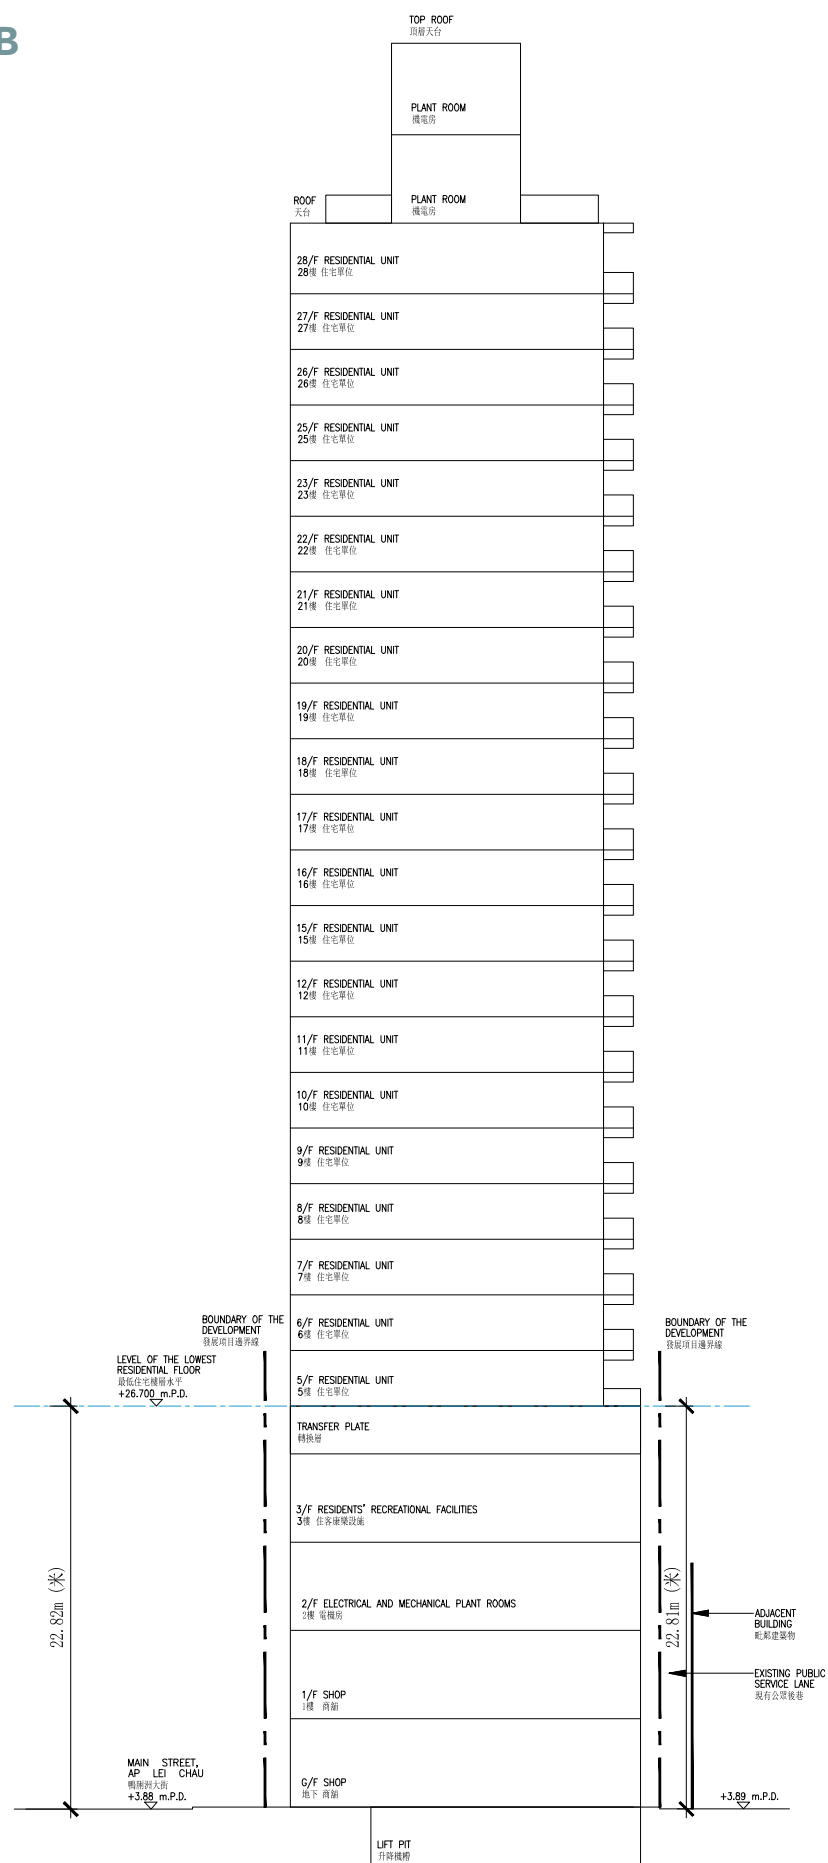 B
TOP ROOF
頂層天台
PLANT ROOM
機電房
PLANT ROOM
機電房
ROOF
天台
28/F RESIDENTIAL UNIT
28樓 住宅單位
27/F RESIDENTIAL UNIT
27樓 住宅單位
26/F RESIDENTIAL UNIT
26樓 住宅單位
25/F RESIDENTIAL UNIT
25樓 住宅單位
23/F RESIDENTIAL UNIT
23樓 住宅單位
22/F RESIDENTIAL UNIT
22樓 住宅單位
21/F RESIDENTIAL UNIT
21樓 住宅單位
20/F RESIDENTIAL UNIT
20樓 住宅單位
19/F RESIDENTIAL UNIT
19樓 住宅單位
18/F RESIDENTIAL UNIT
18樓 住宅單位
17/F RESIDENTIAL UNIT
17樓 住宅單位
16/F RESIDENTIAL UNIT
16樓 住宅單位
15/F RESIDENTIAL UNIT
15樓 住宅單位
12/F RESIDENTIAL UNIT
12樓 住宅單位
11/F RESIDENTIAL UNIT
11樓 住宅單位
10/F RESIDENTIAL UNIT
10樓 住宅單位
9/F RESIDENTIAL UNIT
9樓 住宅單位
8/F RESIDENTIAL UNIT
8樓 住宅單位
7/F RESIDENTIAL UNIT
7樓 住宅單位
6/F RESIDENTIAL UNIT
6樓 住宅單位
BOUNDARY OF THE
DEVELOPMENT
發展項目邊界線
BOUNDARY OF THE
DEVELOPMENT
發展項目邊界線
LEVEL OF THE LOWEST
RESIDENTIAL FLOOR
最低住宅樓層水平
+26.700 m.P.D.
5/F RESIDENTIAL UNIT
5樓 住宅單位
TRANSFER PLATE
轉換層
3/F RESIDENTS' RECREATIONAL FACILITIES
3樓 住客康樂設施
22.82m (米)
22.81m (米)
2/F ELECTRICAL AND MECHANICAL PLANT ROOMS
2樓 電機房
ADJACENT
BUILDING
毗鄰建築物
EXISTING PUBLIC
SERVICE LANE
現有公眾後巷
1/F SHOP
1樓 商舖
MAIN STREET,
AP LEI CHAU
鴨脷洲大街
+3.88 m.P.D.
G/F SHOP
地下 商舖
+3.89 m.P.D.
LIFT PIT
升降機槽